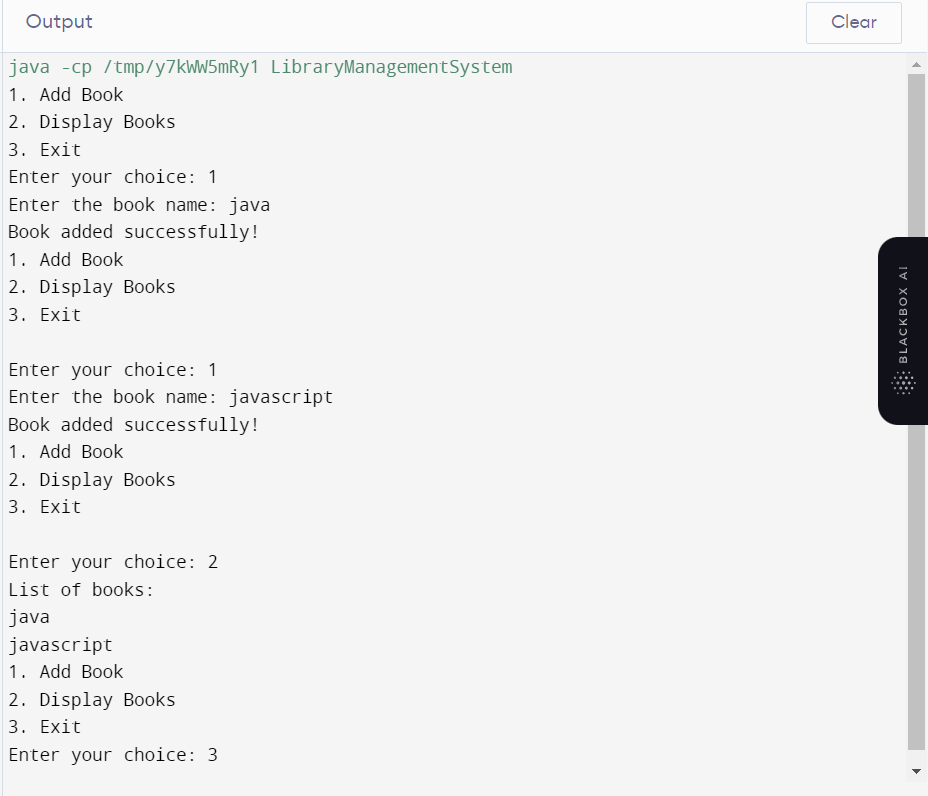 Output
Clear
java -cp /tmp/y7kWW5mRy1 LibraryManagementSystem
1. Add Book
2. Display Books
3. Exit
Enter your choice: 1
Enter the book name: java
Book added successfully!
1. Add Book
2. Display Books
3. Exit
Enter your choice: 1
Enter the book name: javascript
Book added successfully!
1. Add Book
2. Display Books
3. Exit
Enter your choice: 2
List of books:
java
javascript
1. Add Book
2. Display Books
3. Exit
Enter your choice: 3
BLACKBOX AI